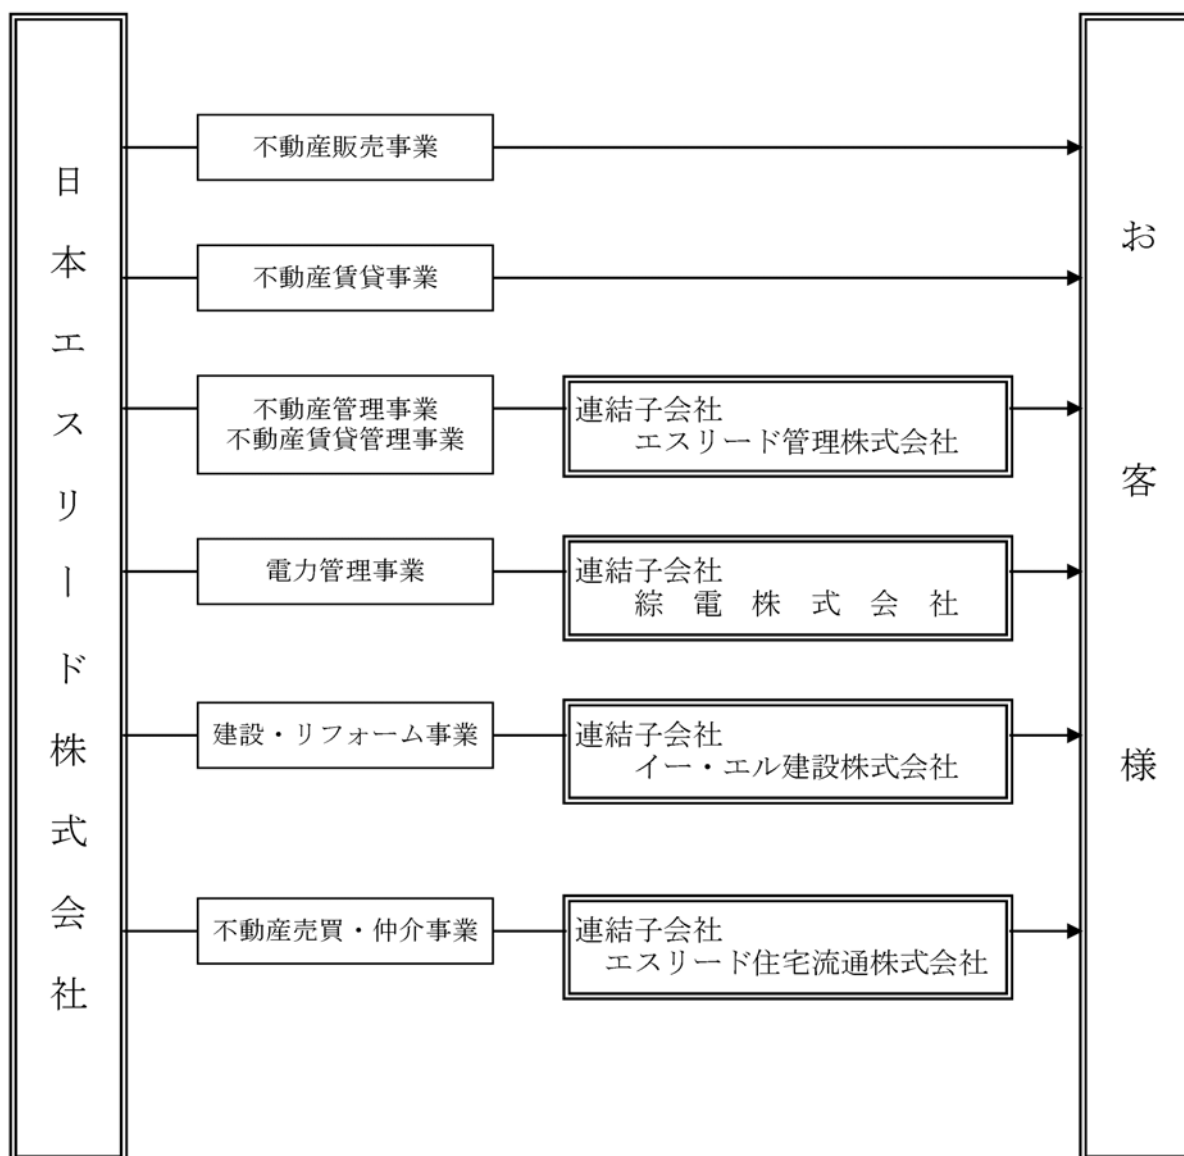 日本エスリード株式会社
不動産販売事業
不動産賃貸事業
不動産管理事業
不動産賃貸管理事業
連結子会社
エスリード管理株式会社
電力管理事業
連結子会社
綜電株式会社
建設・リフォーム事業
連結子会社
イー・エル建設株式会社
不動産売買・仲介事業
連結子会社
エスリード住宅流通株式会社
お客様